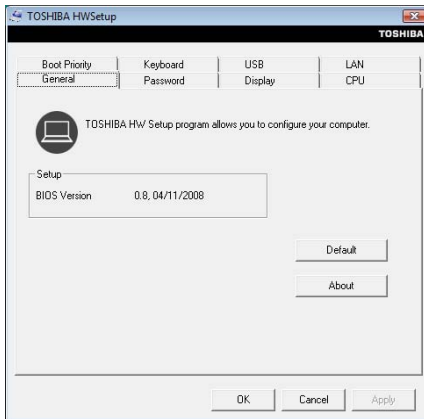 TOSHIBA HWSetup
TOSHIBA
Boot Priority Keyboard USB LAN
General Password Display CPU
TOSHIBA HW Setup program allows you to configure your computer.
Setup
BIOS Version 0.8, 04/11/2008
Default
About
OK Cancel Apply